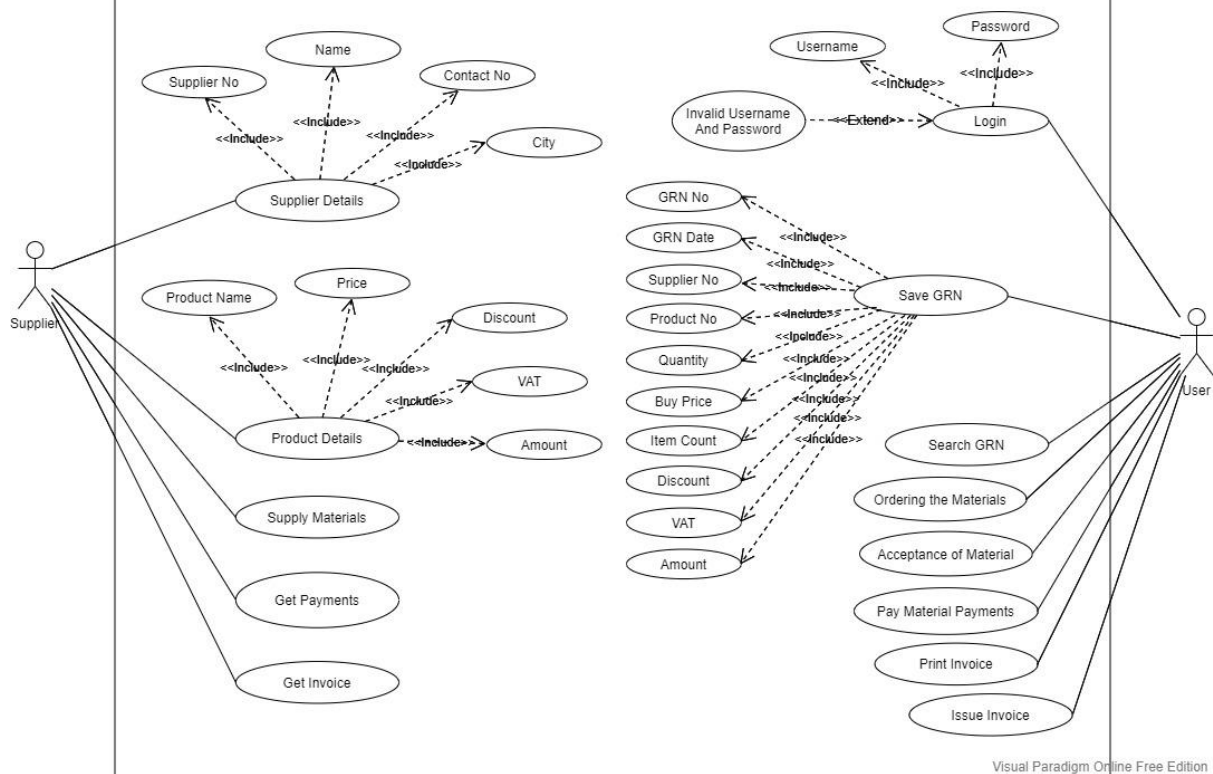 Name
Supplier No
Contact No
City
<<Include>>
<<Include>>
<<Include>>
<<Include>>
Supplier Details
Supplier
Product Name
Price
Discount
VAT
Amount
<<Include>>
<<Include>>
<<Include>>
<<Include>>
<<Include>>
Product Details
Supply Materials
Get Payments
Get Invoice
Password
Username
<<Include>>
<<Include>>
Invalid Username
And Password
<<Extend>>
Login
GRN No
GRN Date
Supplier No
Product No
Quantity
Buy Price
Item Count
Discount
VAT
Amount
<<Include>>
<<Include>>
<<Include>>
<<Include>>
<<Include>>
<<Include>>
<<Include>>
<<Include>>
<<Include>>
<<Include>>
Save GRN
User
Search GRN
Ordering the Materials
Acceptance of Material
Pay Material Payments
Print Invoice
Issue Invoice
Visual Paradigm Online Free Edition